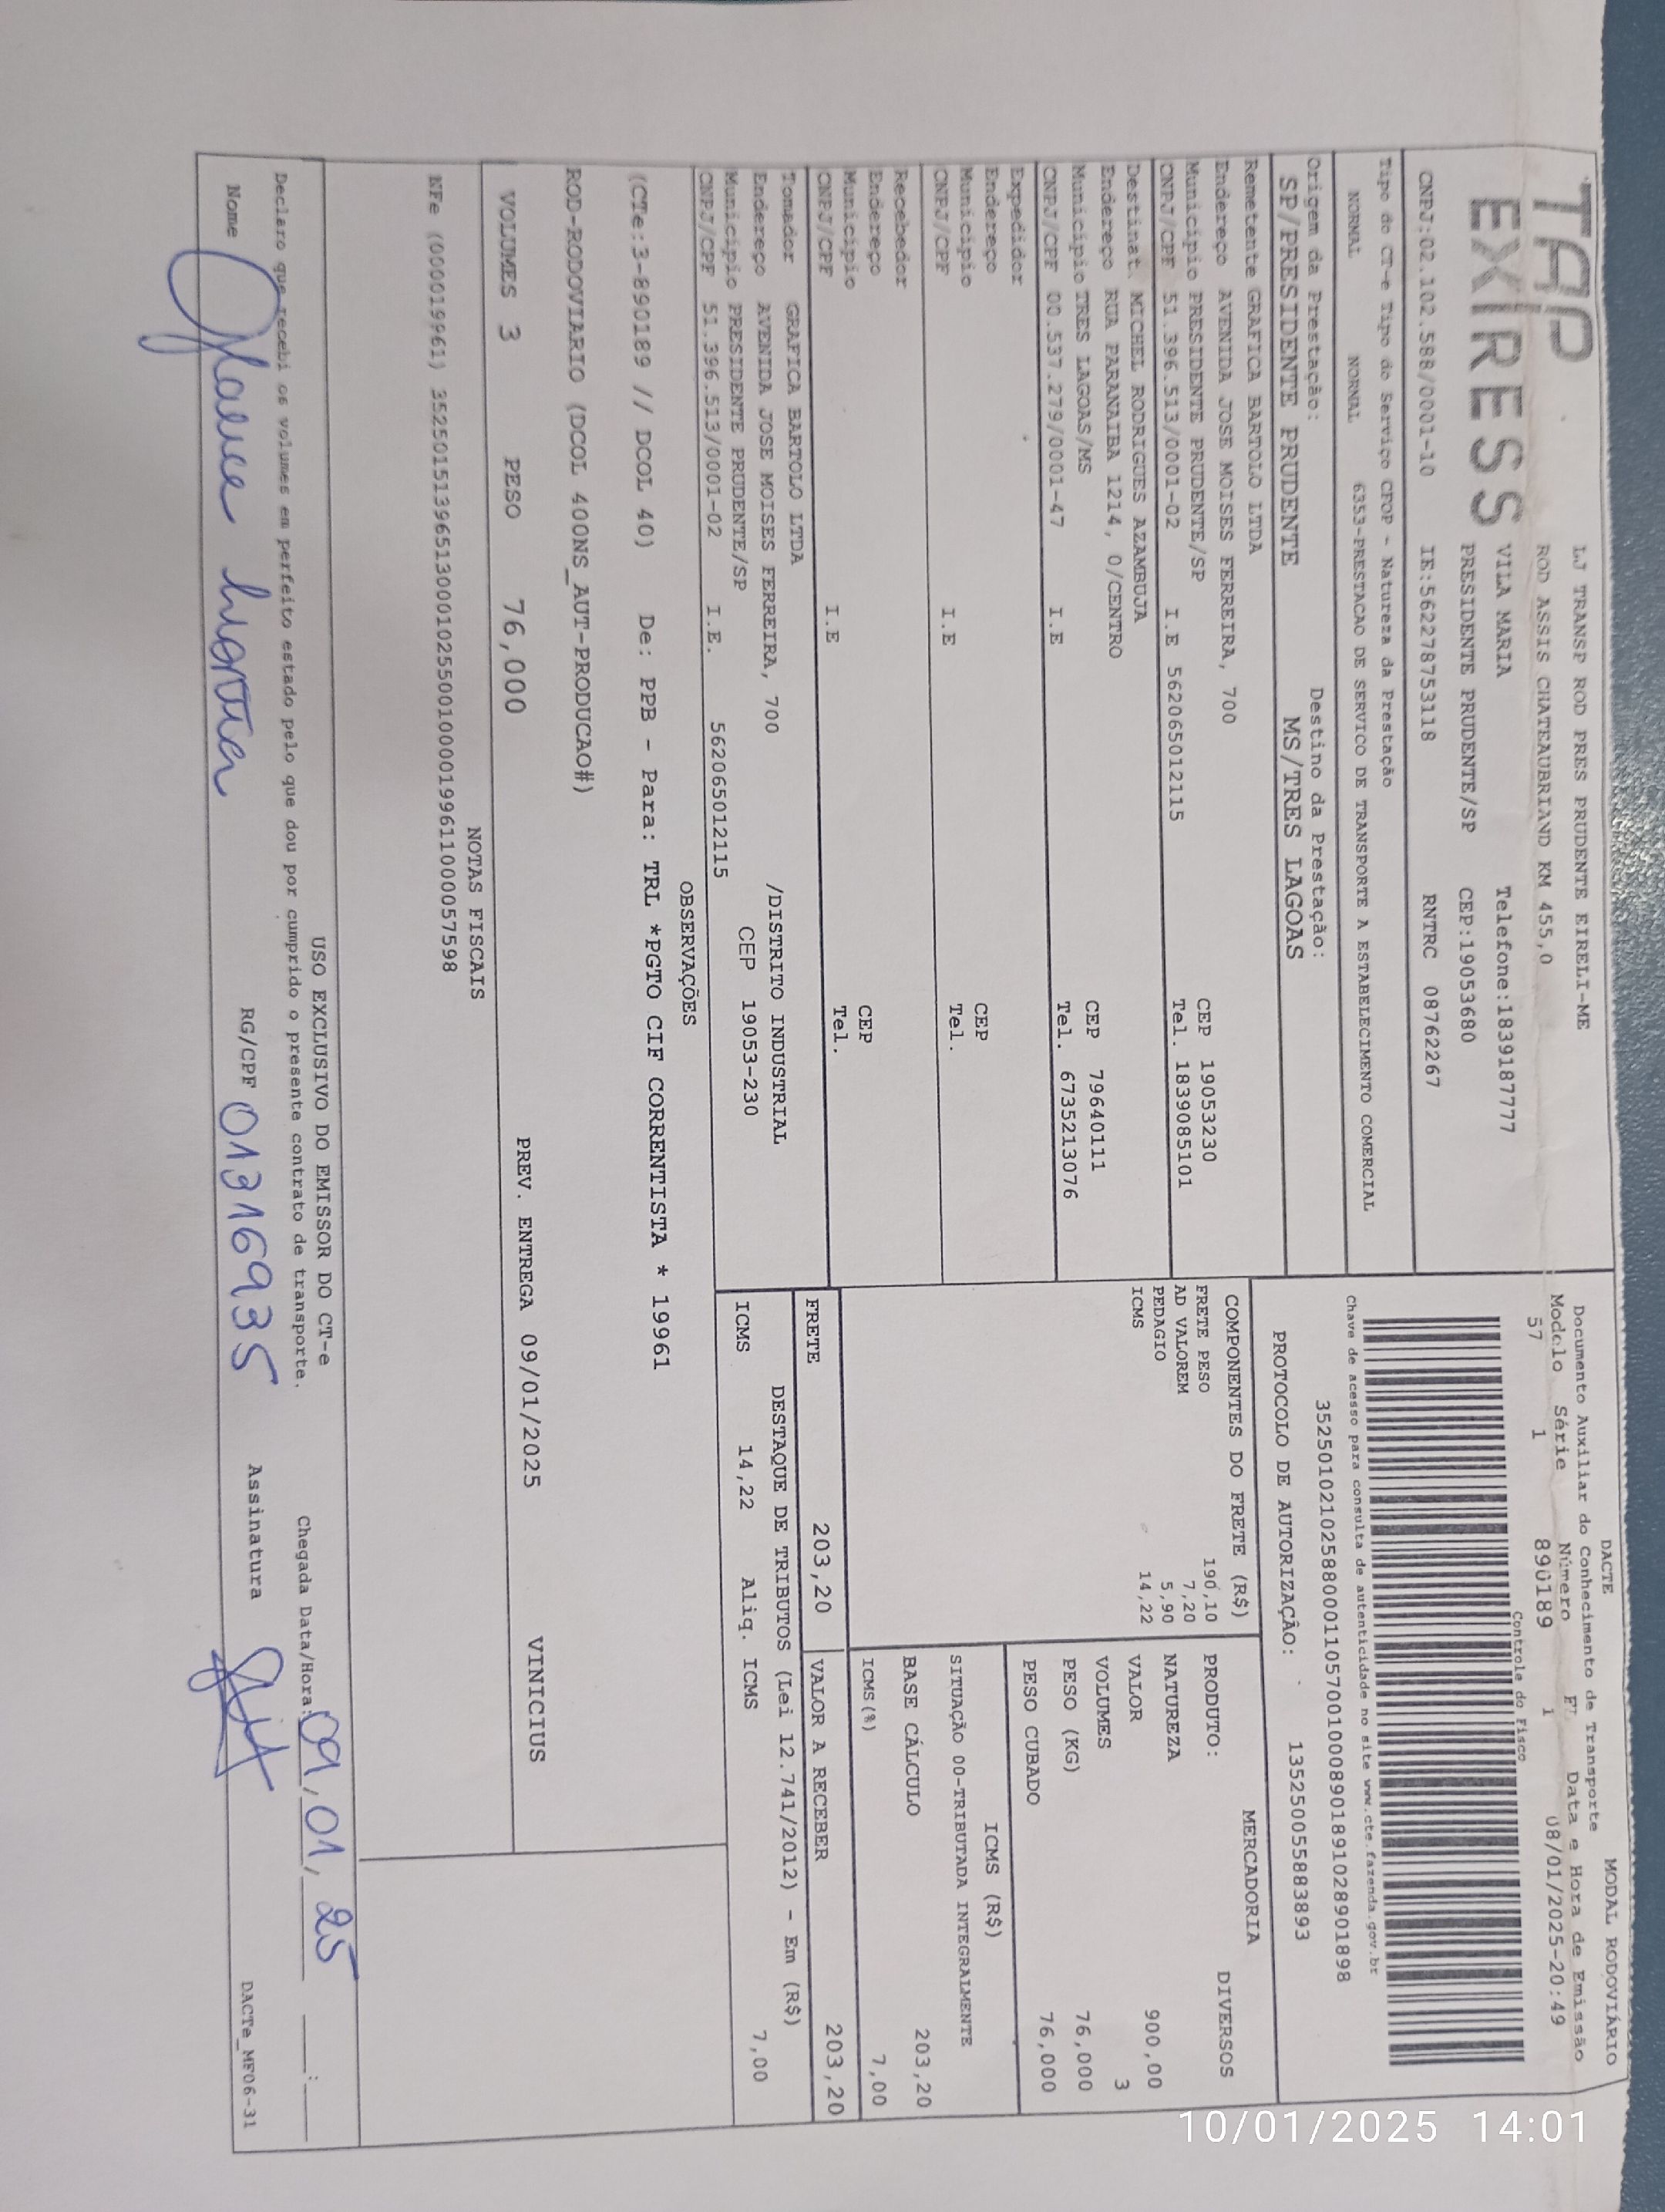 TAP
EXPRESS
LJ TRANSP ROD PRES PRUDENTE EIRELI-ME
ROD ASSIS CHATEAUBRIAND KM 455,0
VILA MARIA Telefone:1839187777
PRESIDENTE PRUDENTE/SP CEP:19053680
CNPJ:02.102.588/0001-10 IE:562278753118 RNTRC 08762267
DACTE MODAL RODOVIÁRIO
Documento Auxiliar do Conhecimento de Transporte
Modelo Série Número FL Data e Hora de Emissão
57 1 890189 1 08/01/2025-20:49
Controle do Fisco
Chave de acesso para consulta de autenticidade no site www.cte.fazenda.gov.br
35250102102588000110570010008901891028901898
PROTOCOLO DE AUTORIZAÇÃO: 135250055883893
Tipo do CT-e Tipo do Serviço CFOP - Natureza da Prestação
NORMAL NORMAL 6353-PRESTACAO DE SERVICO DE TRANSPORTE A ESTABELECIMENTO COMERCIAL
Origem da Prestação: Destino da Prestação:
SP/PRESIDENTE PRUDENTE MS/TRES LAGOAS
Remetente GRAFICA BARTOLO LTDA
Endereço AVENIDA JOSE MOISES FERREIRA, 700
Município PRESIDENTE PRUDENTE/SP CEP 19053230
CNPJ/CPF 51.396.513/0001-02 I.E 562065012115 Tel. 1839085101
Destinat. MICHEL RODRIGUES AZAMBUJA
Endereço RUA PARANAIBA 1214, 0/CENTRO
Município TRES LAGOAS/MS CEP 79640111
CNPJ/CPF 00.537.279/0001-47 I.E Tel. 6735213076
Expedidor
Endereço
Município CEP
CNPJ/CPF I.E Tel.
Recebedor
Endereço
Município CEP
CNPJ/CPF I.E Tel.
Tomador GRAFICA BARTOLO LTDA
Endereço AVENIDA JOSE MOISES FERREIRA, 700 /DISTRITO INDUSTRIAL
Município PRESIDENTE PRUDENTE/SP CEP 19053-230
CNPJ/CPF 51.396.513/0001-02 I.E. 562065012115
COMPONENTES DO FRETE (R$)
FRETE PESO 190,10
AD VALOREM 7,20
PEDAGIO 5,90
ICMS 14,22
MERCADORIA
PRODUTO: DIVERSOS
NATUREZA
VALOR 900,00
VOLUMES 3
PESO (KG) 76,000
PESO CUBADO 76,000
ICMS (R$)
SITUAÇÃO 00-TRIBUTADA INTEGRALMENTE
BASE CÁLCULO 203,20
ICMS(%) 7,00
FRETE 203,20 VALOR A RECEBER 203,20
DESTAQUE DE TRIBUTOS (Lei 12.741/2012) - Em (R$)
ICMS 14,22 Aliq. ICMS 7,00
OBSERVAÇÕES
(CTe:3-890189 // DCOL 40) De: PPB - Para: TRL *PGTO CIF CORRENTISTA * 19961
ROD-RODOVIARIO (DCOL 400NS_AUT-PRODUCAO#)
VOLUMES 3 PESO 76,000 PREV. ENTREGA 09/01/2025 VINICIUS
NOTAS FISCAIS
NFe (000019961) 35250151396513000102550010000199611000057598
USO EXCLUSIVO DO EMISSOR DO CT-e
Declaro que recebi os volumes em perfeito estado pelo que dou por cumprido o presente contrato de transporte. Chegada Data/Hora: 09/01/25 __:__
Nome RG/CPF 01316935 Assinatura DACTe_MF06-31
10/01/2025 14:01